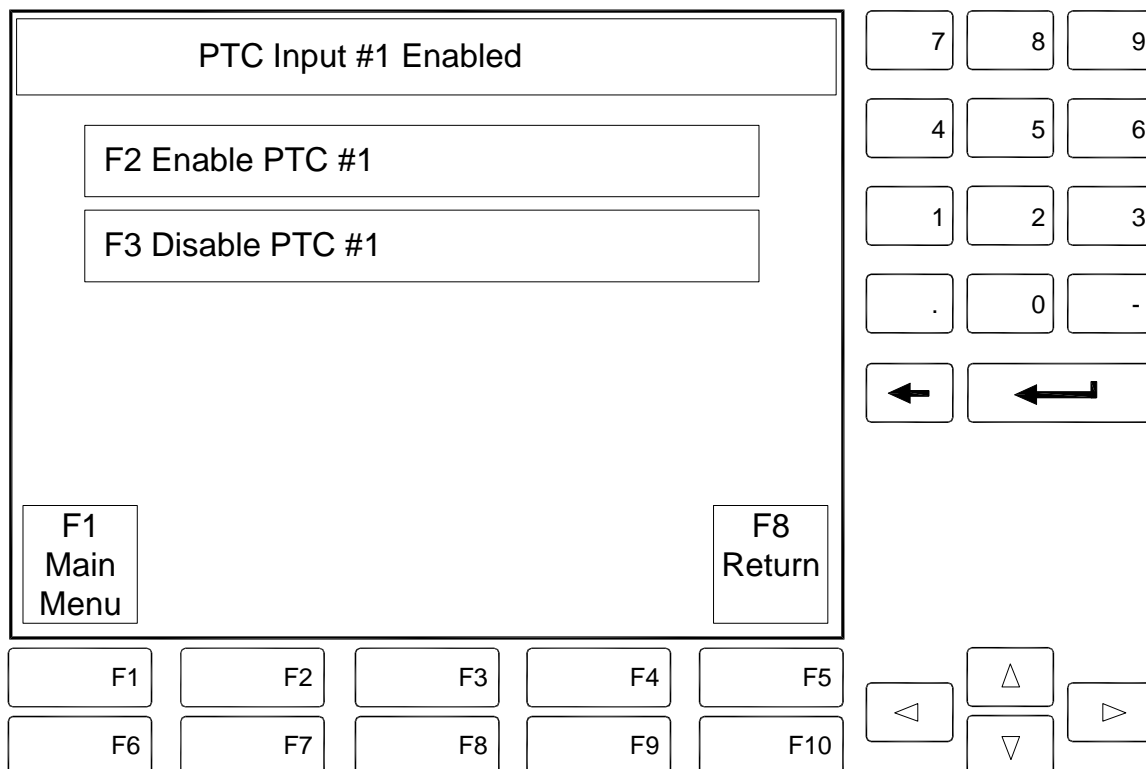 PTC Input #1 Enabled
F2 Enable PTC #1
F3 Disable PTC #1
F1
Main
Menu
F8
Return
7 8 9
4 5 6
1 2 3
. 0 -
F1 F2 F3 F4 F5
F6 F7 F8 F9 F10